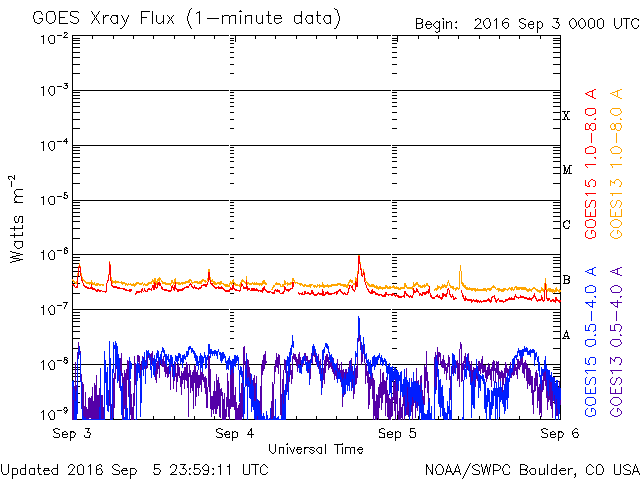 GOES Xray Flux (1-minute data)
Begin: 2016 Sep 3 0000 UTC
10⁻²
10⁻³
10⁻⁴
10⁻⁵
10⁻⁶
10⁻⁷
10⁻⁸
10⁻⁹
Watts m⁻²
X
M
C
B
A
GOES15 1.0-8.0 A
GOES13 1.0-8.0 A
GOES15 0.5-4.0 A
GOES13 0.5-4.0 A
Sep 3
Sep 4
Sep 5
Sep 6
Universal Time
Updated 2016 Sep 5 23:59:11 UTC
NOAA/SWPC Boulder, CO USA